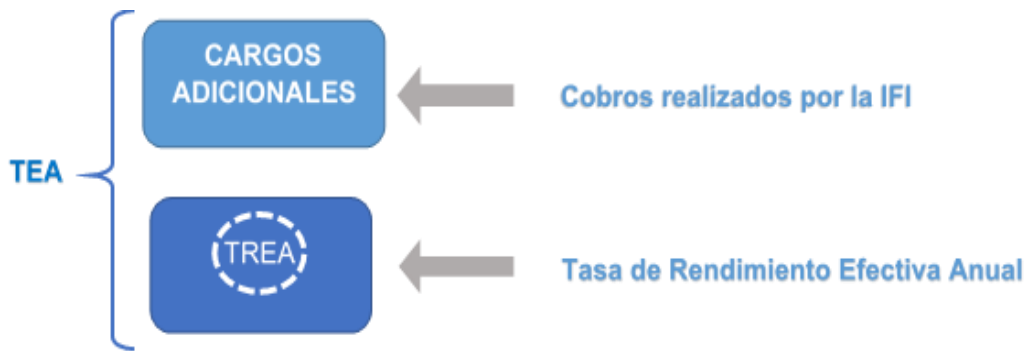 CARGOS
ADICIONALES
Cobros realizados por la IFI
TEA
TREA
Tasa de Rendimiento Efectiva Anual